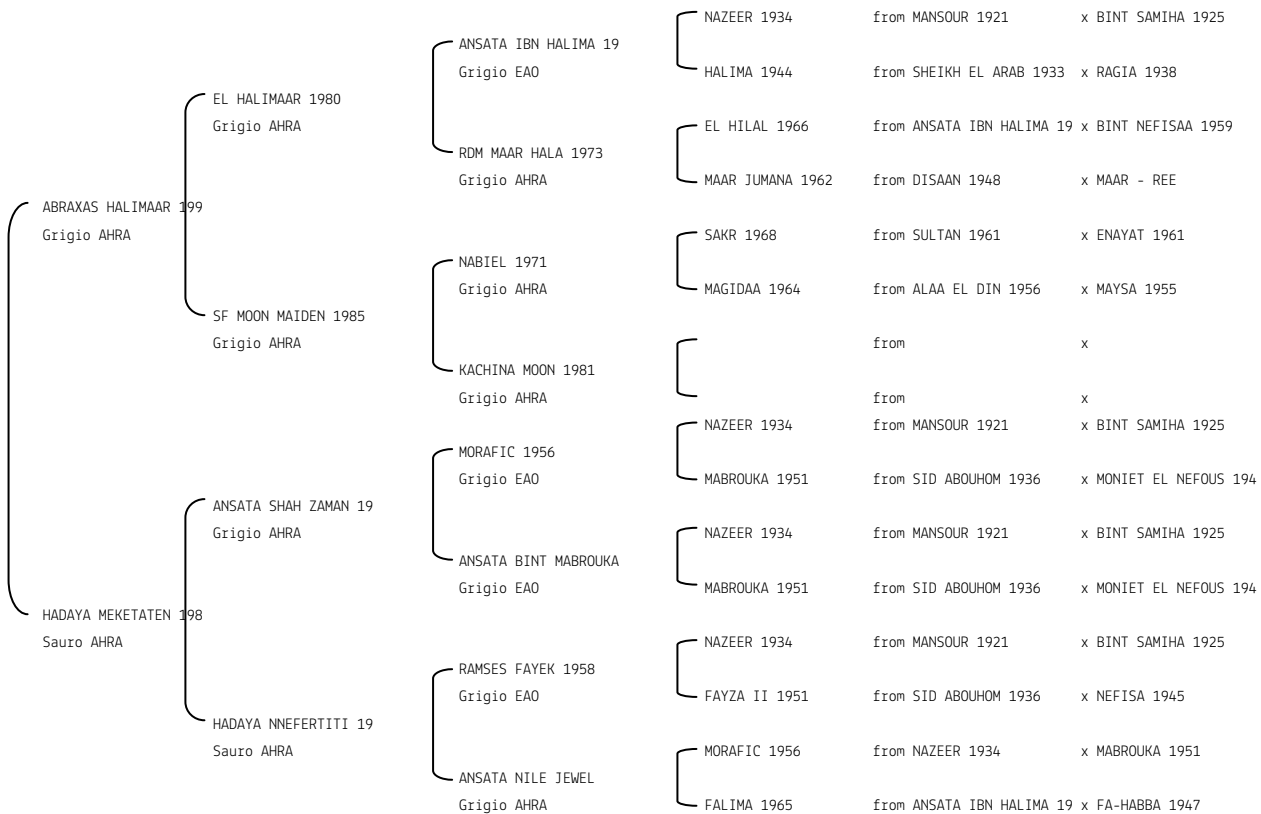 NAZEER 1934 from MANSOUR 1921 x BINT SAMIHA 1925
ANSATA IBN HALIMA 19
Grigio EAO HALIMA 1944 from SHEIKH EL ARAB 1933 x RAGIA 1938
EL HALIMAAR 1980
Grigio AHRA EL HILAL 1966 from ANSATA IBN HALIMA 19 x BINT NEFISAA 1959
RDM MAAR HALA 1973
Grigio AHRA MAAR JUMANA 1962 from DISAAN 1948 x MAAR - REE
ABRAXAS HALIMAAR 199
Grigio AHRA SAKR 1968 from SULTAN 1961 x ENAYAT 1961
NABIEL 1971
Grigio AHRA MAGIDAA 1964 from ALAA EL DIN 1956 x MAYSA 1955
SF MOON MAIDEN 1985
Grigio AHRA from x
KACHINA MOON 1981
Grigio AHRA from x
NAZEER 1934 from MANSOUR 1921 x BINT SAMIHA 1925
MORAFIC 1956
Grigio EAO MABROUKA 1951 from SID ABOUHOM 1936 x MONIET EL NEFOUS 194
ANSATA SHAH ZAMAN 19
Grigio AHRA NAZEER 1934 from MANSOUR 1921 x BINT SAMIHA 1925
ANSATA BINT MABROUKA
Grigio EAO MABROUKA 1951 from SID ABOUHOM 1936 x MONIET EL NEFOUS 194
HADAYA MEKETATEN 198
Sauro AHRA NAZEER 1934 from MANSOUR 1921 x BINT SAMIHA 1925
RAMSES FAYEK 1958
Grigio EAO FAYZA II 1951 from SID ABOUHOM 1936 x NEFISA 1945
HADAYA NNEFERTITI 19
Sauro AHRA MORAFIC 1956 from NAZEER 1934 x MABROUKA 1951
ANSATA NILE JEWEL
Grigio AHRA FALIMA 1965 from ANSATA IBN HALIMA 19 x FA-HABBA 1947